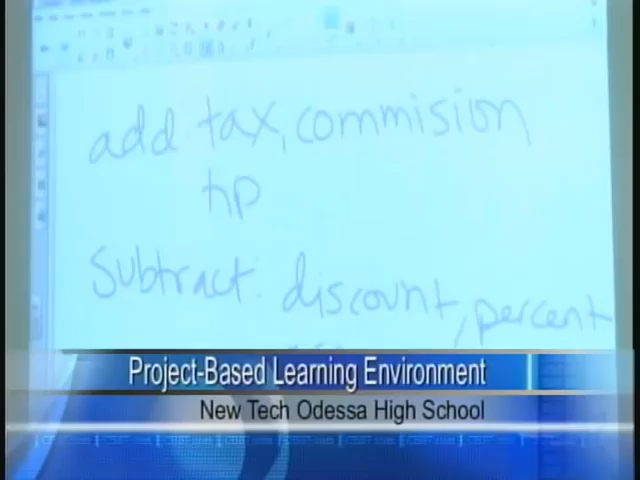 add tax, commision
tip
Subtract: discount, percent
Project-Based Learning Environment
New Tech Odessa High School